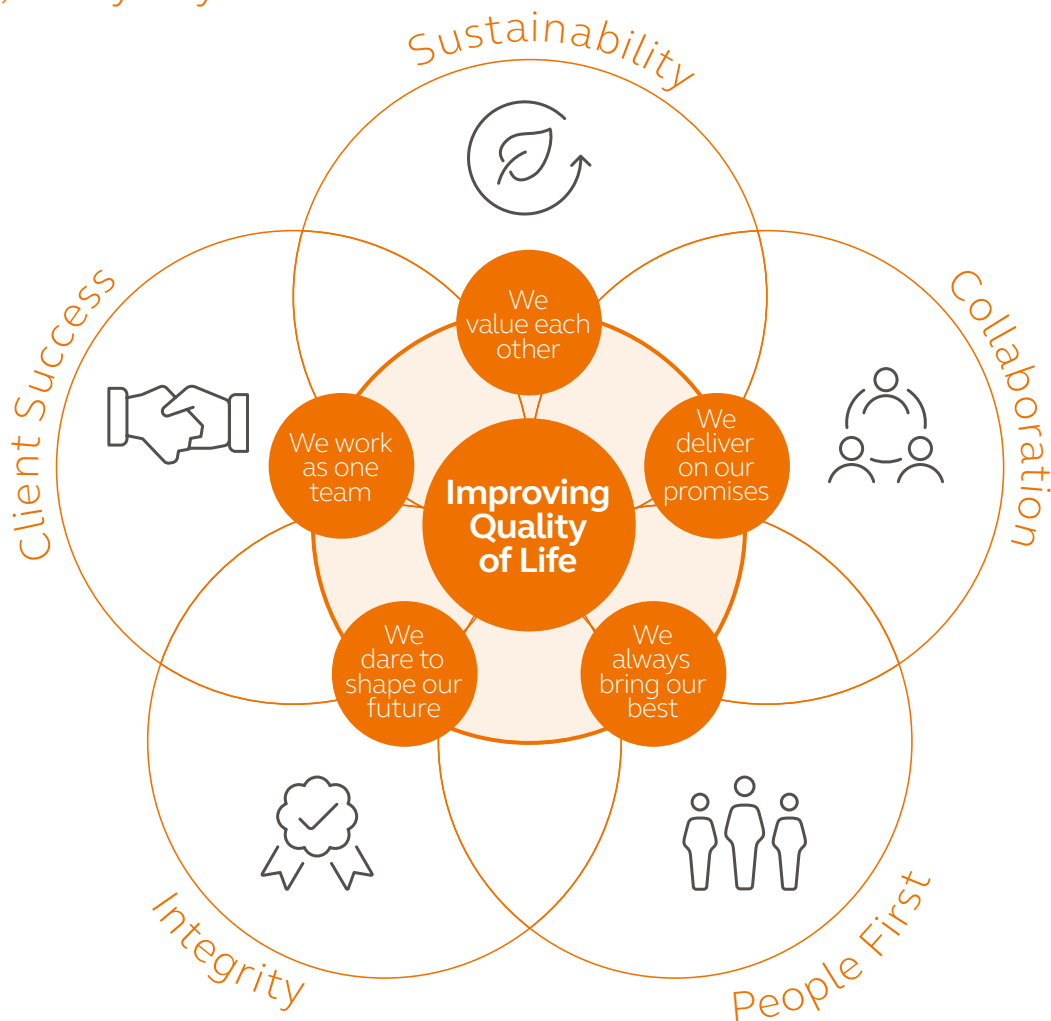 Sustainability
Client Success
Collaboration
We
value each
other
We work
as one
team
We
deliver
on our
promises
Improving
Quality
of Life
We
dare to
shape our
future
We
always
bring our
best
Integrity
People First